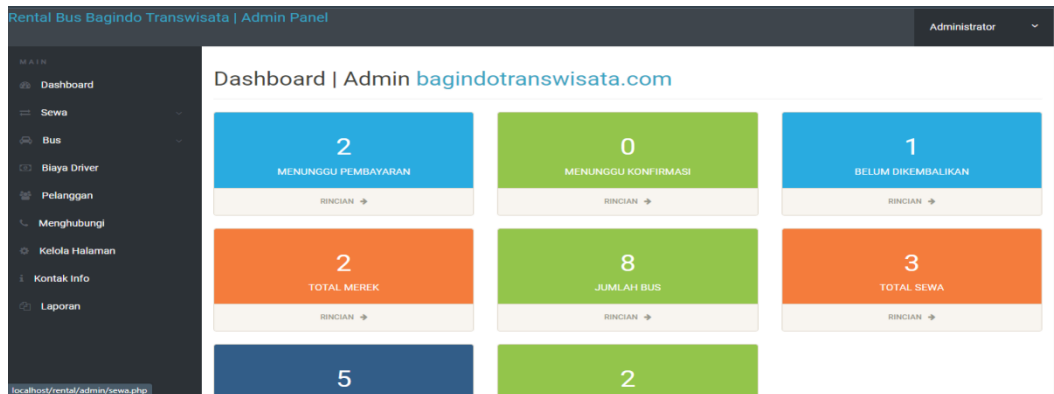 Rental Bus Bagindo Transwisata | Admin Panel
Administrator
MAIN
Dashboard
Sewa
Bus
Biaya Driver
Pelanggan
Menghubungi
Kelola Halaman
Kontak Info
Laporan
localhost/rental/admin/sewa.php
Dashboard | Admin bagindotranswisata.com
2
MENUNGGU PEMBAYARAN
RINCIAN
0
MENUNGGU KONFIRMASI
RINCIAN
1
BELUM DIKEMBALIKAN
RINCIAN
2
TOTAL MEREK
RINCIAN
8
JUMLAH BUS
RINCIAN
3
TOTAL SEWA
RINCIAN
5
2